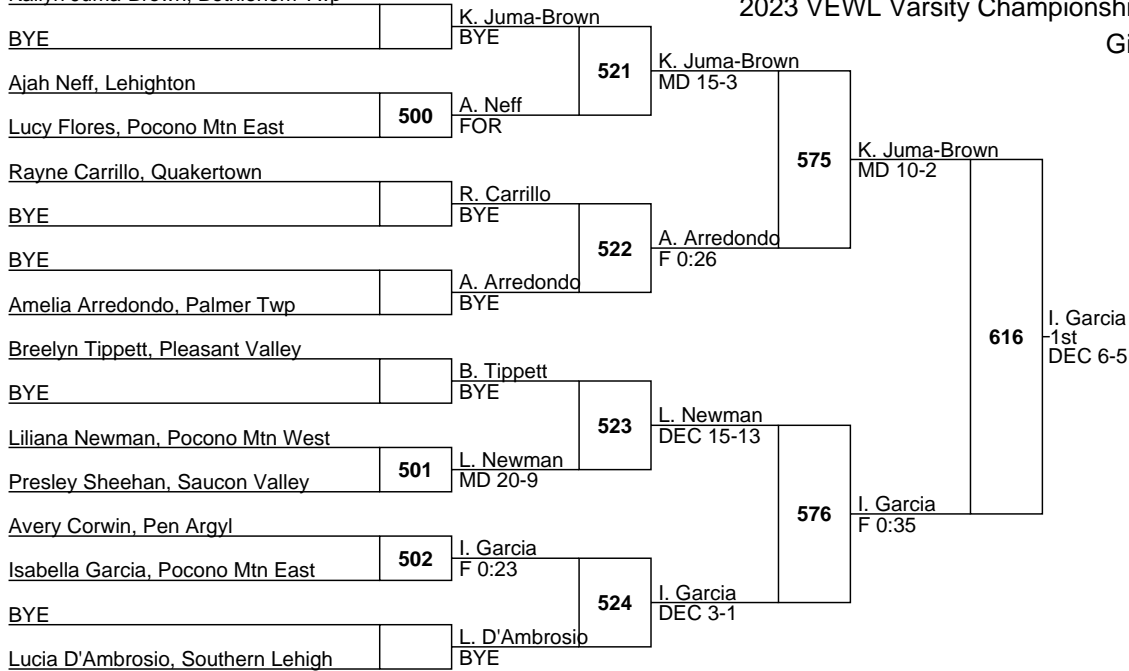 2023 VEWL Varsity Championshi
Gi
BYE
Ajah Neff, Lehighton
Lucy Flores, Pocono Mtn East
Rayne Carrillo, Quakertown
BYE
BYE
Amelia Arredondo, Palmer Twp
Breelyn Tippett, Pleasant Valley
BYE
Liliana Newman, Pocono Mtn West
Presley Sheehan, Saucon Valley
Avery Corwin, Pen Argyl
Isabella Garcia, Pocono Mtn East
BYE
Lucia D'Ambrosio, Southern Lehigh
500
501
502
K. Juma-Brown
BYE
A. Neff
FOR
R. Carrillo
BYE
A. Arredondo
BYE
B. Tippett
BYE
L. Newman
MD 20-9
I. Garcia
F 0:23
L. D'Ambrosio
BYE
521
522
523
524
K. Juma-Brown
MD 15-3
A. Arredondo
F 0:26
L. Newman
DEC 15-13
I. Garcia
DEC 3-1
575
576
K. Juma-Brown
MD 10-2
I. Garcia
F 0:35
616
I. Garcia
1st
DEC 6-5